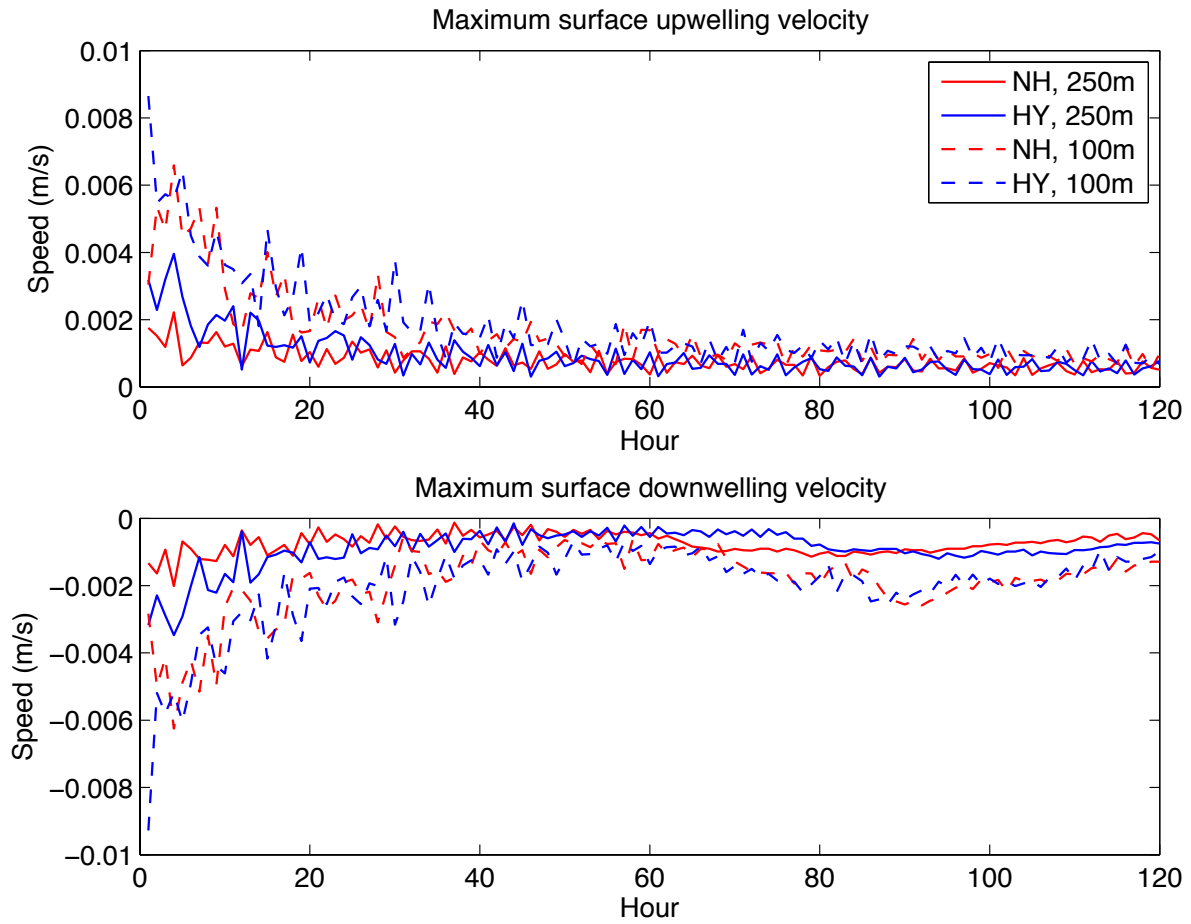 Maximum surface upwelling velocity
0.01
0.008
0.006
0.004
0.002
0
Speed (m/s)
NH, 250m
HY, 250m
NH, 100m
HY, 100m
0 20 40 60 80 100 120
Hour
Maximum surface downwelling velocity
0
−0.002
−0.004
−0.006
−0.008
−0.01
Speed (m/s)
0 20 40 60 80 100 120
Hour